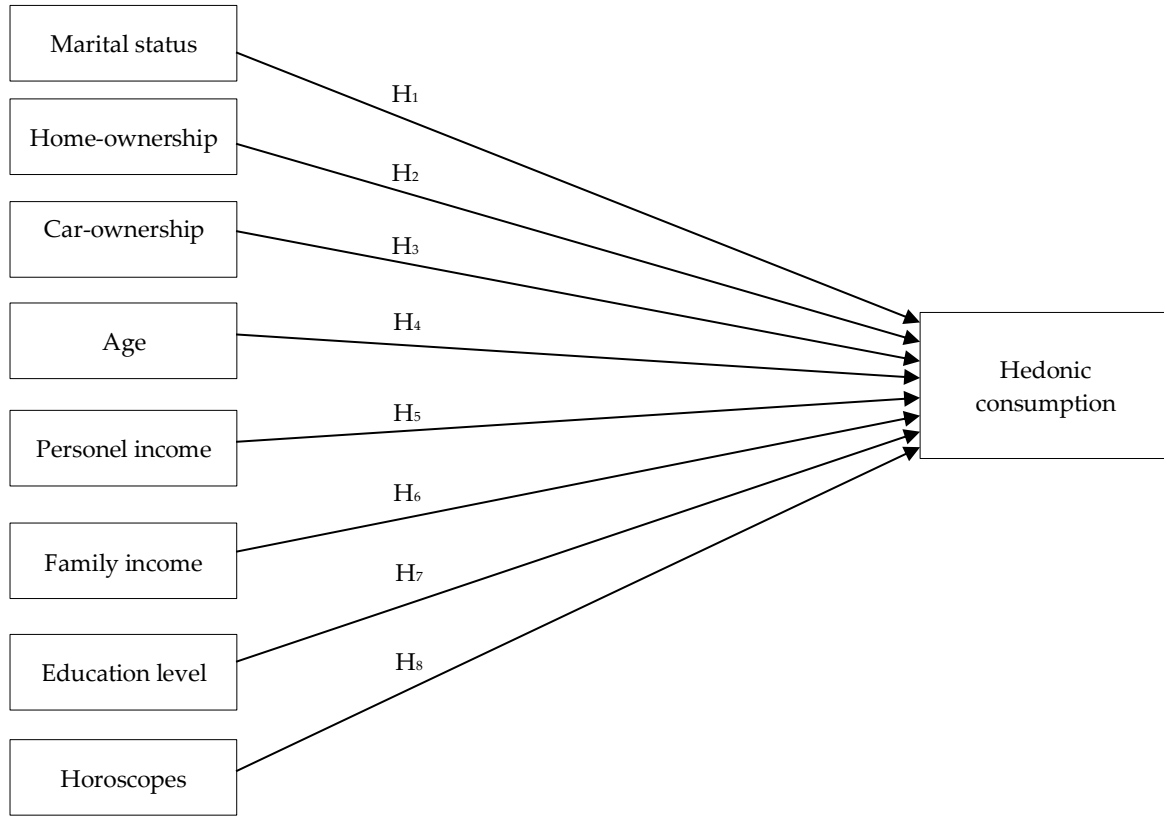 Marital status
H1
Home-ownership
H2
Car-ownership
H3
Age
H4
Personel income
H5
Family income
H6
Education level
H7
Horoscopes
H8
Hedonic
consumption